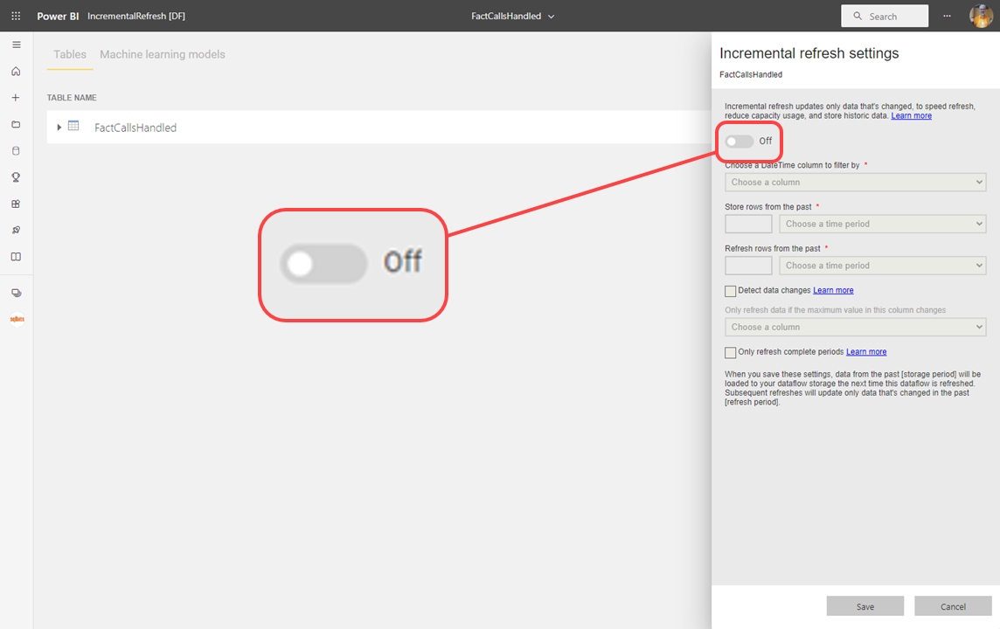 Power BI IncrementalRefresh [DF]
FactCallsHandled
Search
Tables Machine learning models
TABLE NAME
FactCallsHandled
Off
Incremental refresh settings
FactCallsHandled
Incremental refresh updates only data that's changed, to speed refresh,
reduce capacity usage, and store historic data. Learn more
Off
Choose a DateTime column to filter by *
Choose a column
Store rows from the past *
Choose a time period
Refresh rows from the past *
Choose a time period
Detect data changes Learn more
Only refresh data if the maximum value in this column changes
Choose a column
Only refresh complete periods Learn more
When you save these settings, data from the past [storage period] will be
loaded to your dataflow storage the next time this dataflow is refreshed.
Subsequent refreshes will update only data that's changed in the past
[refresh period].
Save Cancel